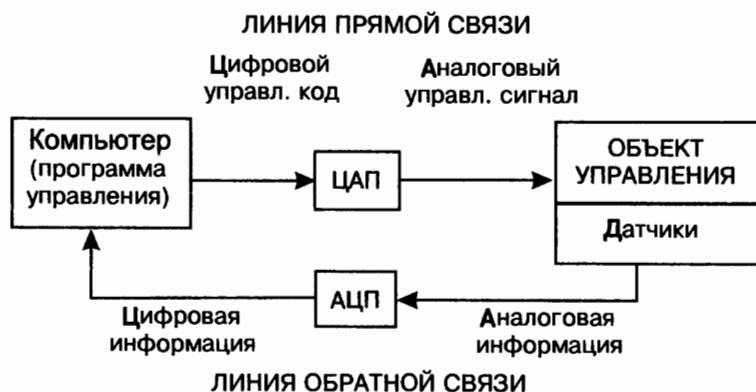 ЛИНИЯ ПРЯМОЙ СВЯЗИ
Цифровой
управл. код
Аналоговый
управл. сигнал
Компьютер
(программа
управления)
ЦАП
ОБЪЕКТ
УПРАВЛЕНИЯ
Датчики
АЦП
Цифровая
информация
Аналоговая
информация
ЛИНИЯ ОБРАТНОЙ СВЯЗИ